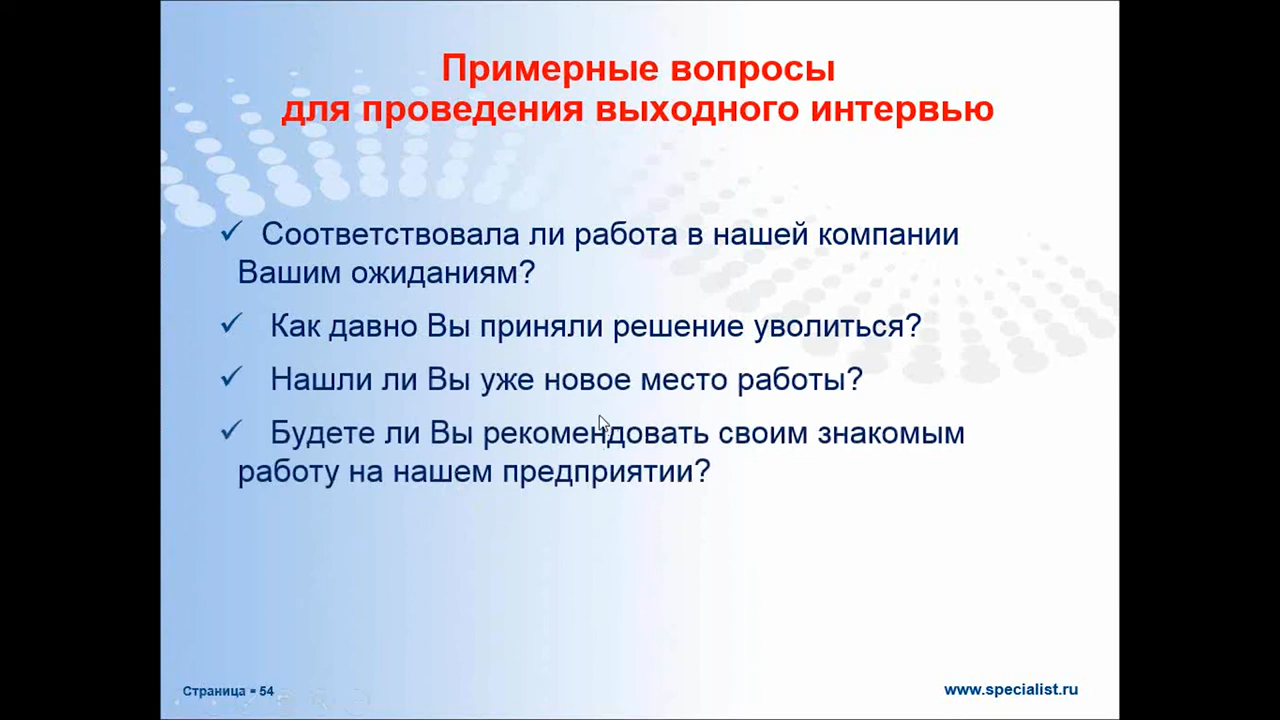 Примерные вопросы
для проведения выходного интервью
✓ Соответствовала ли работа в нашей компании
Вашим ожиданиям?
✓ Как давно Вы приняли решение уволиться?
✓ Нашли ли Вы уже новое место работы?
✓ Будете ли Вы рекомендовать своим знакомым
работу на нашем предприятии?
Страница = 54
www.specialist.ru